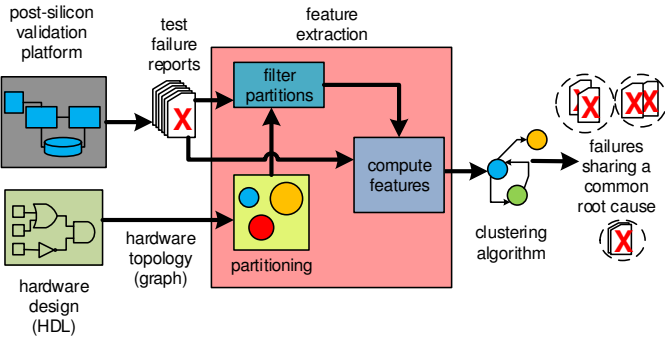 post-silicon
validation
platform
test
failure
reports
feature
extraction
filter
partitions
X
compute
features
X
X X
failures
sharing a
common
root cause
X
clustering
algorithm
partitioning
hardware
topology
(graph)
hardware
design
(HDL)